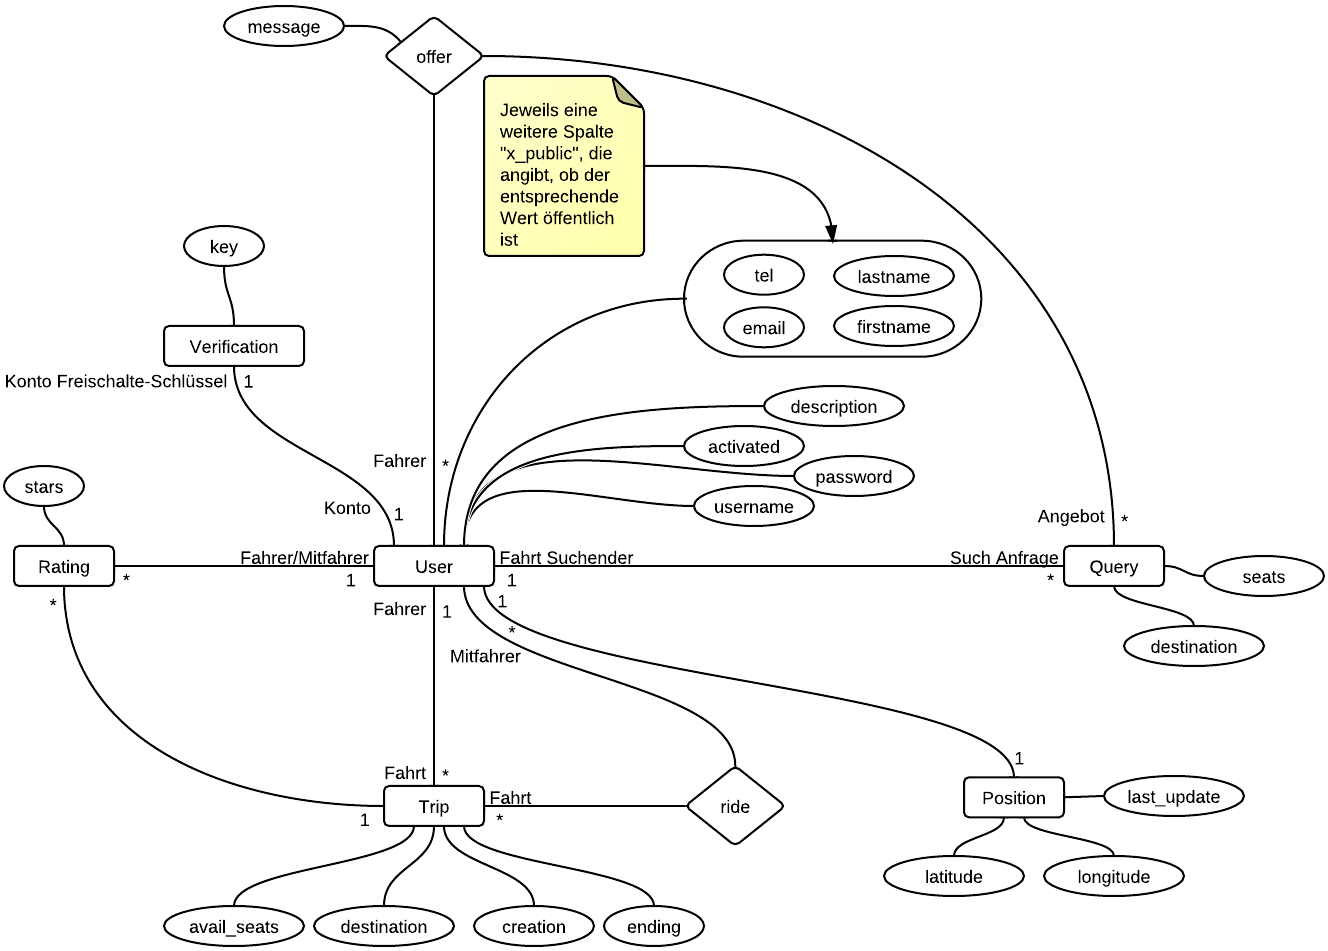 message
offer
Jeweils eine
weitere Spalte
"x_public", die
angibt, ob der
entsprechende
Wert öffentlich
ist
key
tel
lastname
email
firstname
Verification
Konto Freischalte-Schlüssel
1
description
activated
Fahrer
*
password
stars
username
Konto
1
Angebot
*
Fahrer/Mitfahrer
Fahrt Suchender
Such Anfrage
Rating
User
Query
seats
*
1
1
*
*
Fahrer
1
1
*
Mitfahrer
destination
1
Fahrt
*
Fahrt
Trip
ride
Position
last_update
1
*
latitude
longitude
avail_seats
destination
creation
ending